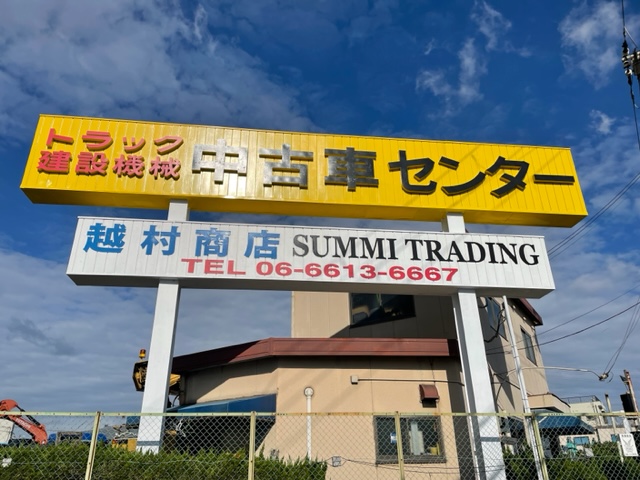 トラック
建設機械
中古車センター
越村商店 SUMMI TRADING
TEL 06-6613-6667